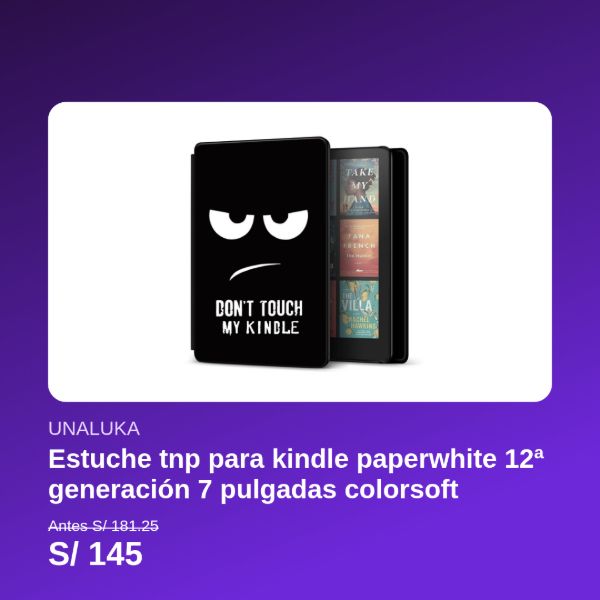 DON'T TOUCH
MY KINDLE
TAKE
MY
HAND
TANA
FRENCH
THE
VILLA
RACHEL
HAWKINS
UNALUKA
Estuche tnp para kindle paperwhite 12ª
generación 7 pulgadas colorsoft
Antes S/ 181.25
S/ 145